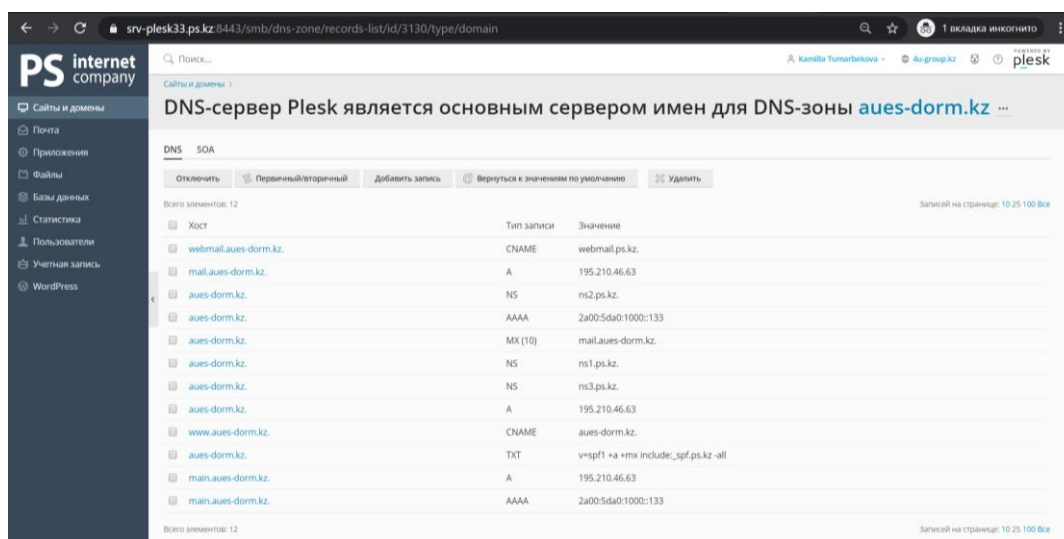 srv-plesk33.ps.kz:8443/smb/dns-zone/records-list/id/3130/type/domain 1 вкладка инкогнито
PS internet company
Поиск... Kamilla Tumarbekova 4u-group.kz POWERED BY plesk
Сайты и домены
Почта
Приложения
Файлы
Базы данных
Статистика
Пользователи
Учетная запись
WordPress
Сайты и домены >
DNS-сервер Plesk является основным сервером имен для DNS-зоны aues-dorm.kz ...
DNS SOA
Отключить Первичный/вторичный Добавить запись Вернуться к значениям по умолчанию Удалить
Всего элементов: 12 Записей на странице: 10 25 100 Все
Хост Тип записи Значение
webmail.aues-dorm.kz. CNAME webmail.ps.kz.
mail.aues-dorm.kz. A 195.210.46.63
aues-dorm.kz. NS ns2.ps.kz.
aues-dorm.kz. AAAA 2a00:5da0:1000::133
aues-dorm.kz. MX (10) mail.aues-dorm.kz.
aues-dorm.kz. NS ns1.ps.kz.
aues-dorm.kz. NS ns3.ps.kz.
aues-dorm.kz. A 195.210.46.63
www.aues-dorm.kz. CNAME aues-dorm.kz.
aues-dorm.kz. TXT v=spf1 +a +mx include:_spf.ps.kz -all
main.aues-dorm.kz. A 195.210.46.63
main.aues-dorm.kz. AAAA 2a00:5da0:1000::133
Всего элементов: 12 Записей на странице: 10 25 100 Все